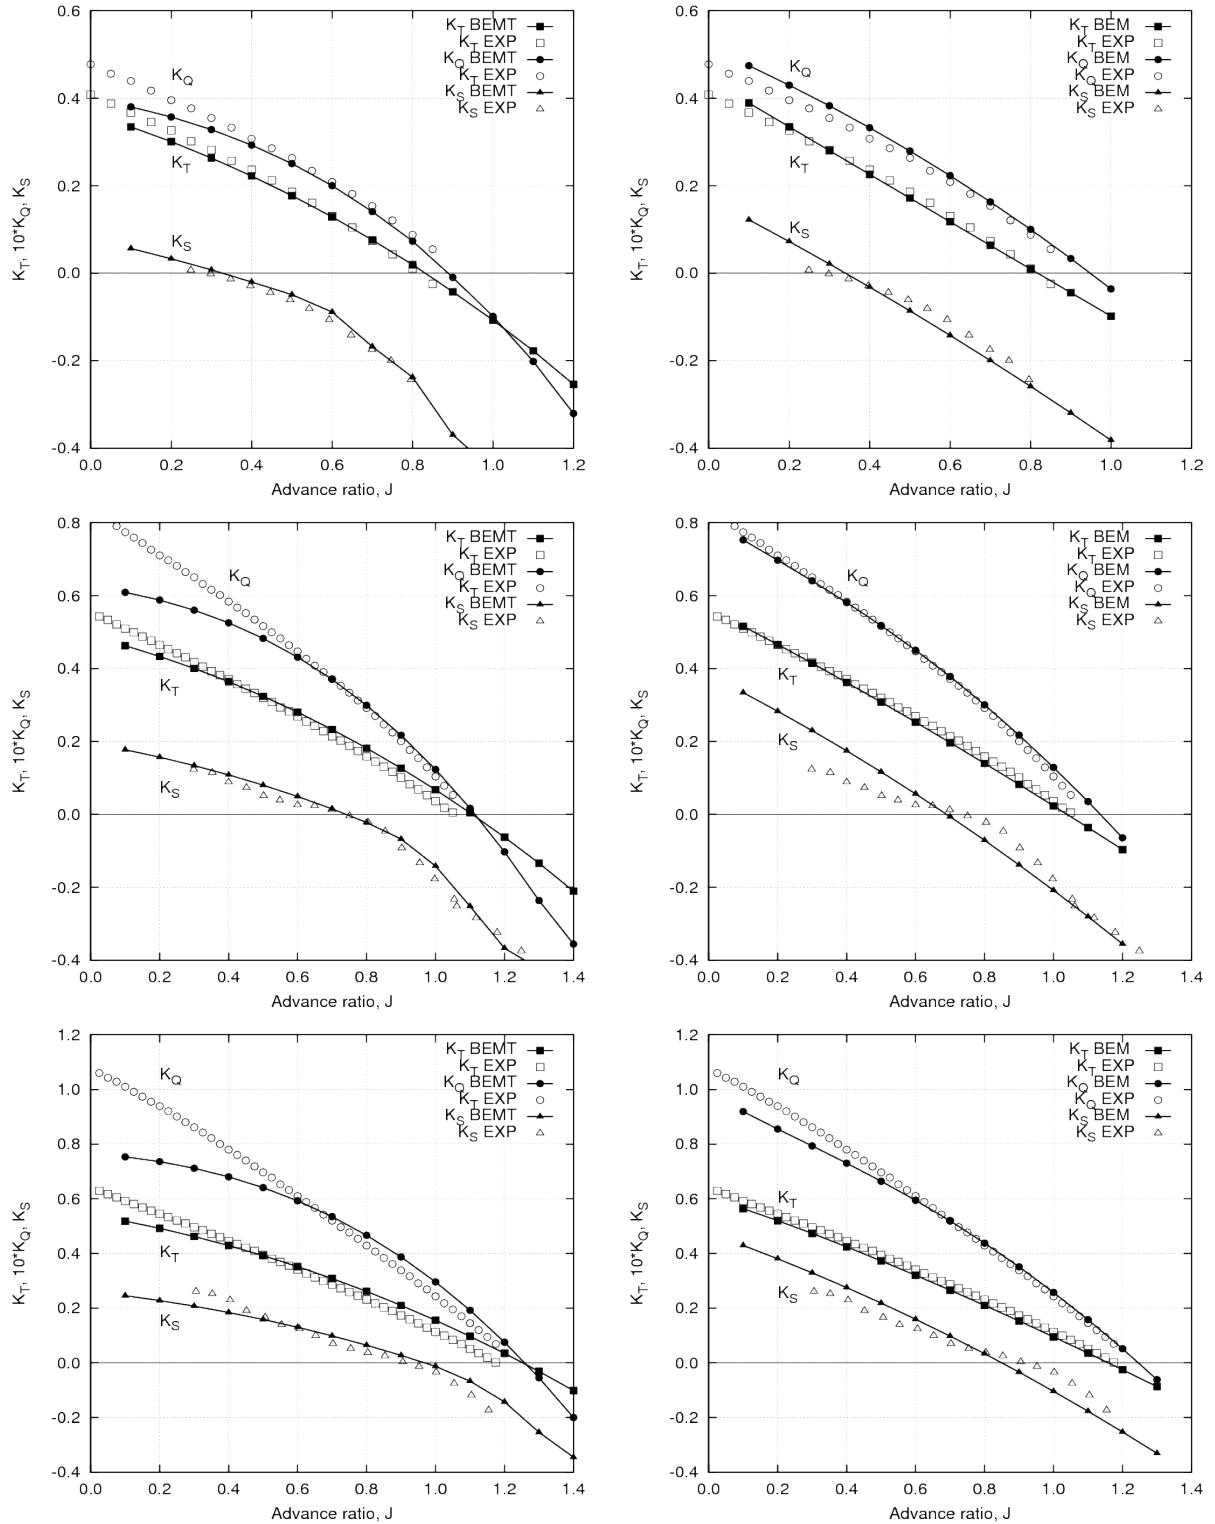 K_T, 10*K_Q, K_S
0.6
0.4
0.2
0.0
-0.2
-0.4
K_T BEMT
K_T EXP
K_Q BEMT
K_T EXP
K_S BEMT
K_S EXP
K_Q
K_T
K_S
0.0 0.2 0.4 0.6 0.8 1.0 1.2
Advance ratio, J
K_T, 10*K_Q, K_S
0.6
0.4
0.2
0.0
-0.2
-0.4
K_T BEM
K_T EXP
K_Q BEM
K_Q EXP
K_S BEM
K_S EXP
K_Q
K_T
K_S
0.0 0.2 0.4 0.6 0.8 1.0 1.2
Advance ratio, J
K_T, 10*K_Q, K_S
0.8
0.6
0.4
0.2
0.0
-0.2
-0.4
K_T BEMT
K_T EXP
K_Q BEMT
K_T EXP
K_S BEMT
K_S EXP
K_Q
K_T
K_S
0.0 0.2 0.4 0.6 0.8 1.0 1.2 1.4
Advance ratio, J
K_T, 10*K_Q, K_S
0.8
0.6
0.4
0.2
0.0
-0.2
-0.4
K_T BEM
K_T EXP
K_Q BEM
K_Q EXP
K_S BEM
K_S EXP
K_Q
K_T
K_S
0.0 0.2 0.4 0.6 0.8 1.0 1.2 1.4
Advance ratio, J
K_T, 10*K_Q, K_S
1.2
1.0
0.8
0.6
0.4
0.2
0.0
-0.2
-0.4
K_T BEMT
K_T EXP
K_Q BEMT
K_T EXP
K_S BEMT
K_S EXP
K_Q
K_T
K_S
0.0 0.2 0.4 0.6 0.8 1.0 1.2 1.4
Advance ratio, J
K_T, 10*K_Q, K_S
1.2
1.0
0.8
0.6
0.4
0.2
0.0
-0.2
-0.4
K_T BEM
K_T EXP
K_Q BEM
K_Q EXP
K_S BEM
K_S EXP
K_Q
K_T
K_S
0.0 0.2 0.4 0.6 0.8 1.0 1.2 1.4
Advance ratio, J